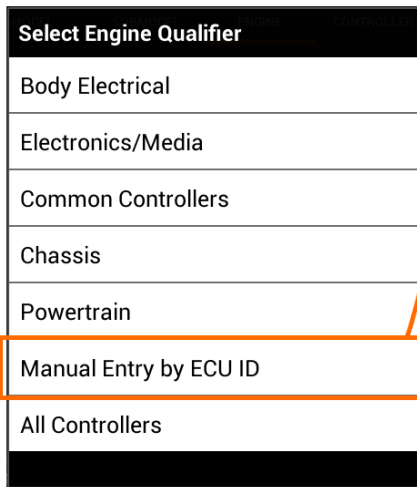 Select Engine Qualifier
Body Electrical
Electronics/Media
Common Controllers
Chassis
Powertrain
Manual Entry by ECU ID
All Controllers